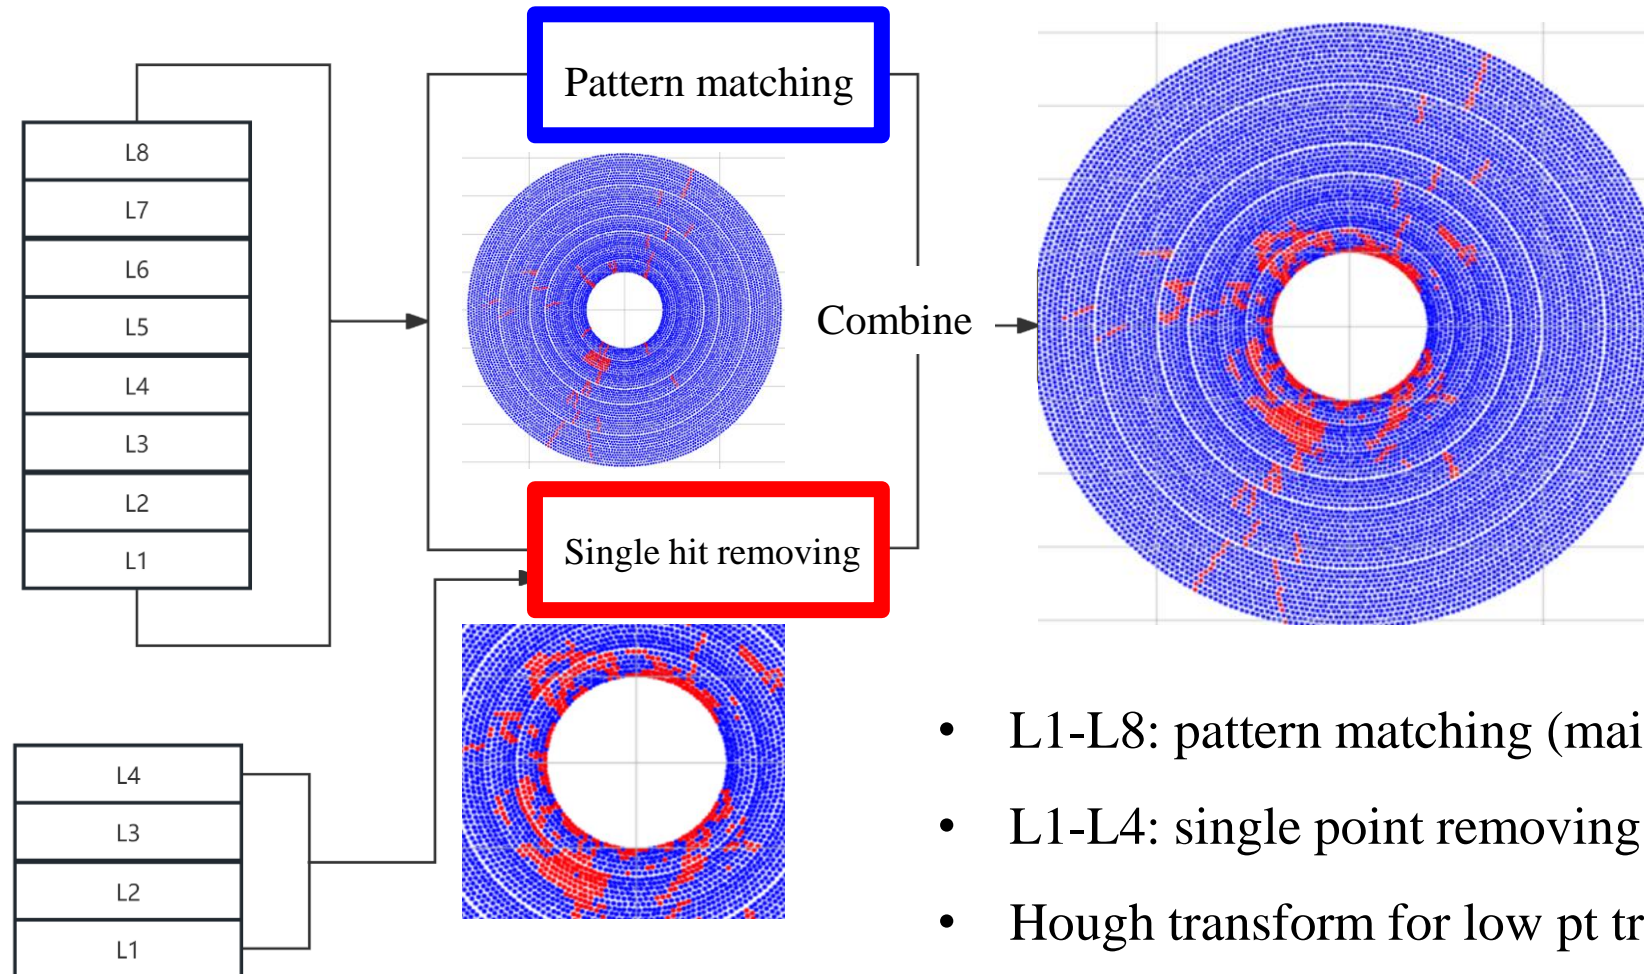 L8
L7
L6
L5
L4
L3
L2
L1
L4
L3
L2
L1
Pattern matching
Single hit removing
Combine
• L1-L8: pattern matching (mai
• L1-L4: single point removing
• Hough transform for low pt tr